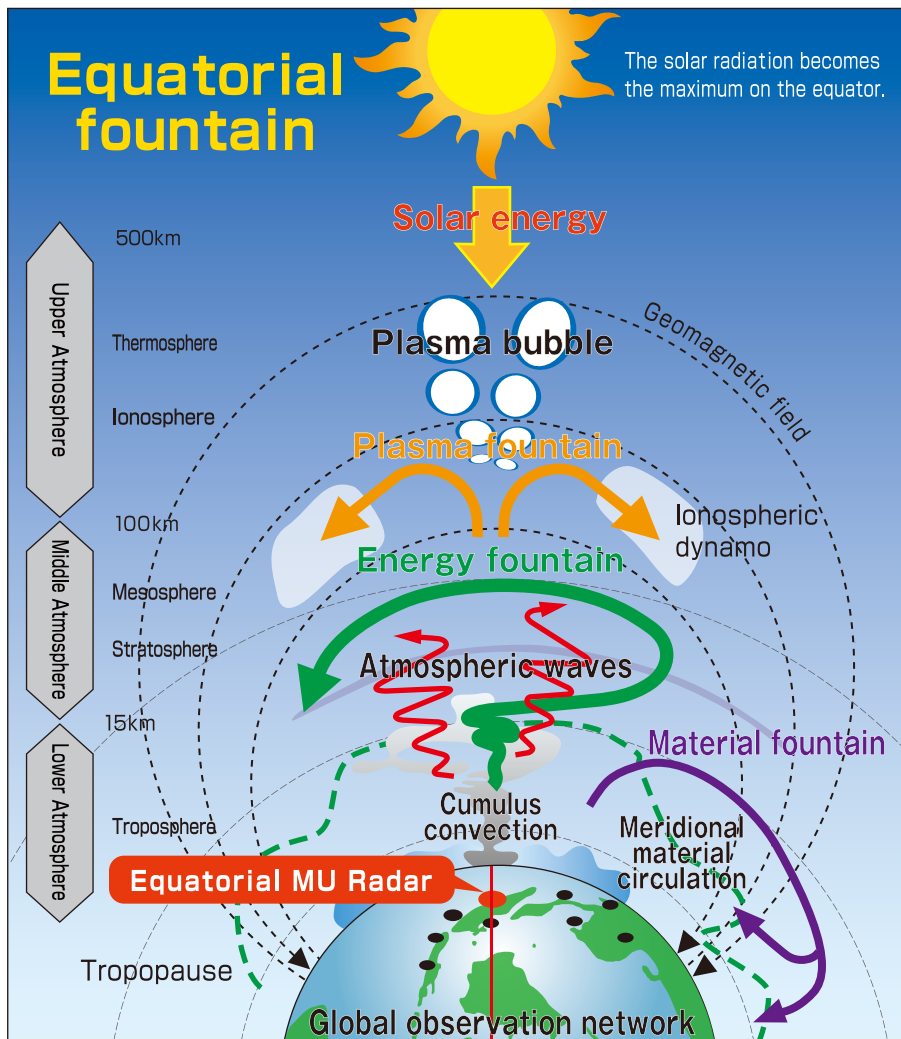 Equatorial
fountain
The solar radiation becomes
the maximum on the equator.
Solar energy
500km
Upper Atmosphere
Thermosphere
Ionosphere
Plasma bubble
Geomagnetic field
Plasma fountain
100km
Ionospheric
dynamo
Energy fountain
Middle Atmosphere
Mesosphere
Stratosphere
Atmospheric waves
15km
Material fountain
Lower Atmosphere
Troposphere
Cumulus
convection
Meridional
material
circulation
Equatorial MU Radar
Tropopause
Global observation network